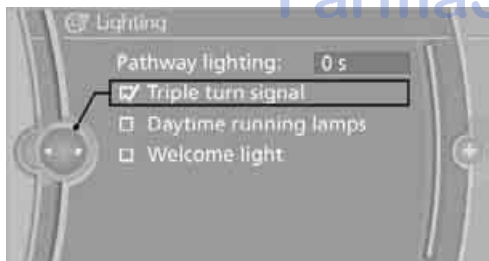 Lighting
Pathway lighting: 0 s
Triple turn signal
Daytime running lamps
Welcome light